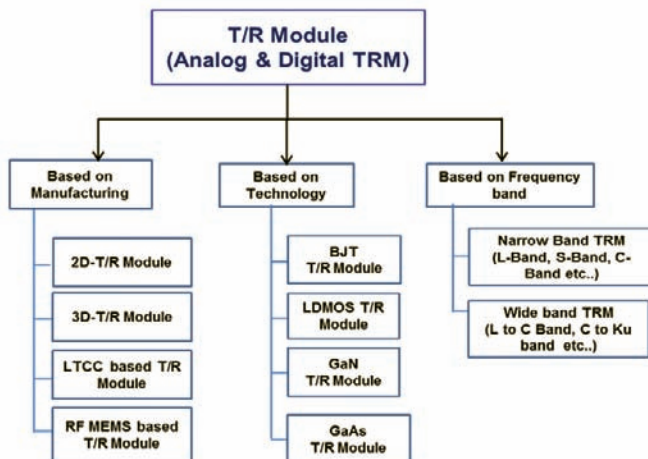 T/R Module
(Analog & Digital TRM)
Based on
Manufacturing
2D-T/R Module
3D-T/R Module
LTCC based T/R
Module
RF MEMS based
T/R Module
Based on
Technology
BJT
T/R Module
LDMOS T/R
Module
GaN
T/R Module
GaAs
T/R Module
Based on Frequency
band
Narrow Band TRM
(L-Band, S-Band, C-
Band etc..)
Wide band TRM
(L to C Band, C to Ku
band etc..)